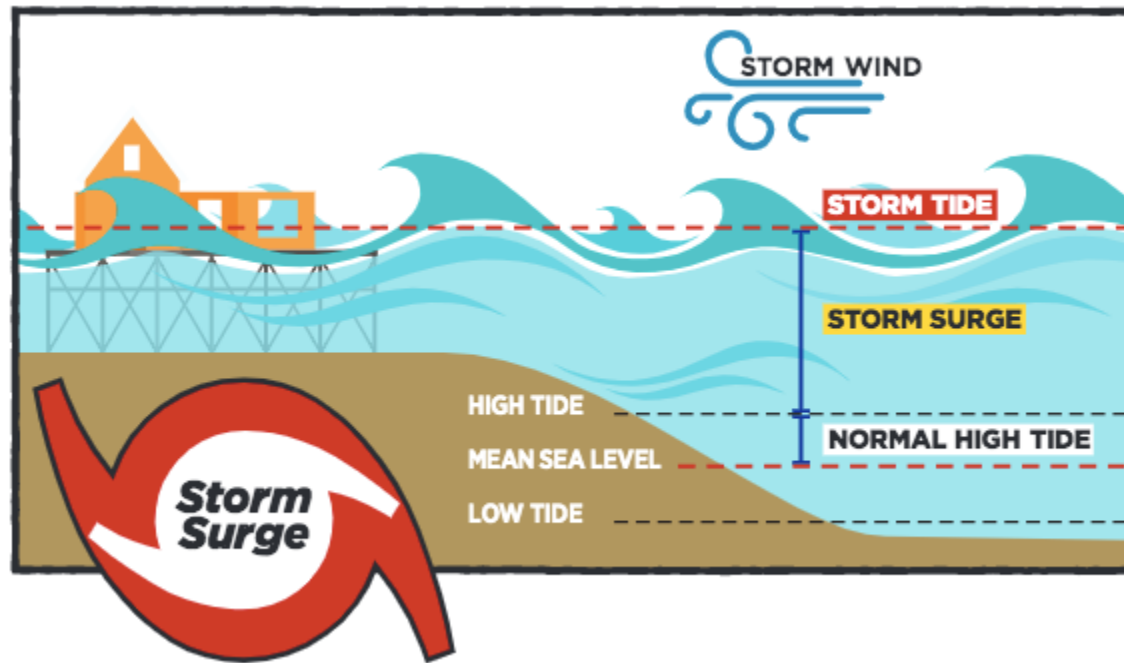 STORM WIND
STORM TIDE
STORM SURGE
HIGH TIDE
NORMAL HIGH TIDE
MEAN SEA LEVEL
LOW TIDE
Storm
Surge